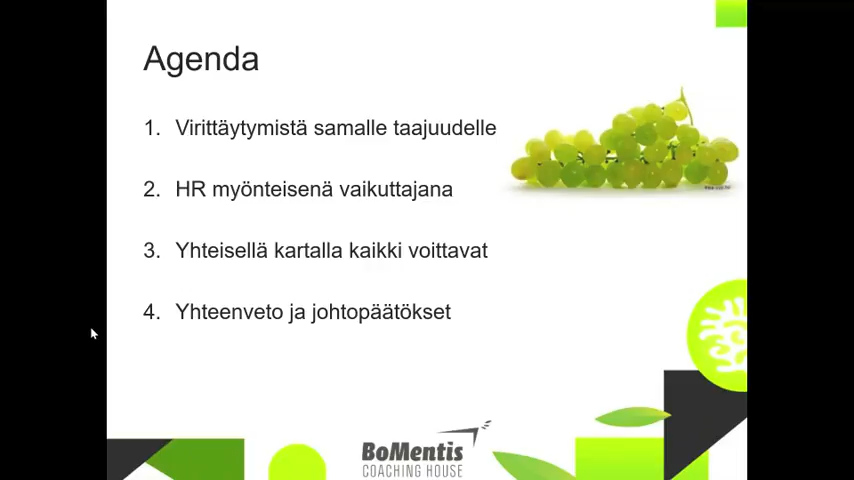 Agenda
1. Virittäytymistä samalle taajuudelle
2. HR myönteisenä vaikuttajana
3. Yhteisellä kartalla kaikki voittavat
4. Yhteenveto ja johtopäätökset
BoMentis
COACHING HOUSE